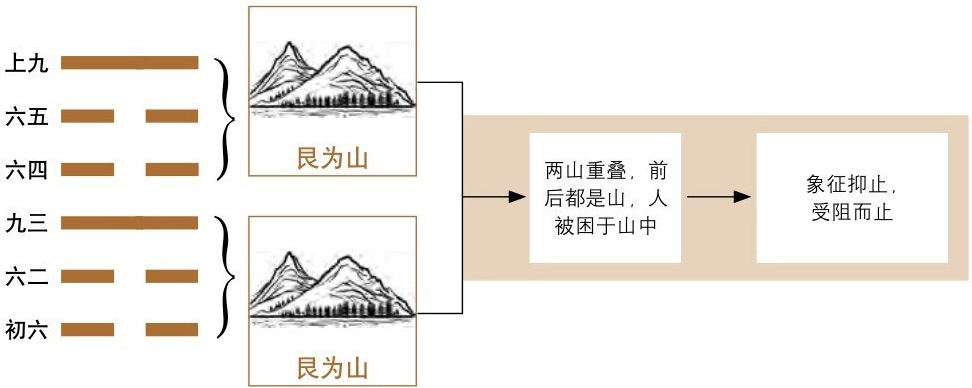 上九
六五
六四
九三
六二
初六
艮为山
艮为山
两山重叠，前
后都是山，人
被困于山中
象征抑止，
受阻而止